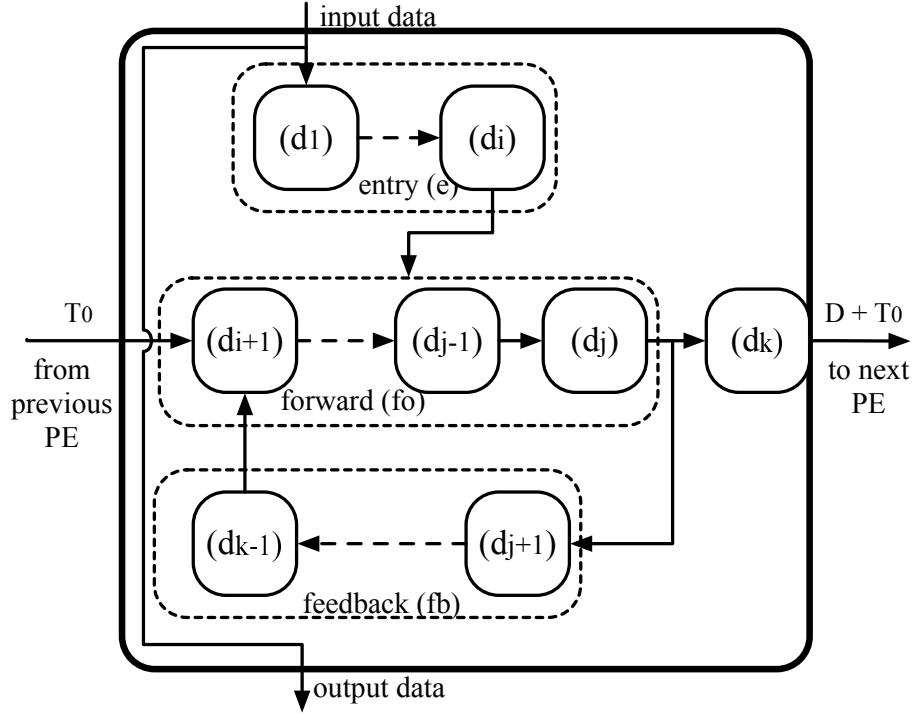 input data
(d1)
(di)
entry (e)
T0
from
previous
PE
(di+1)
(dj-1)
(dj)
(dk)
forward (fo)
D + T0
to next
PE
(dk-1)
(dj+1)
feedback (fb)
output data